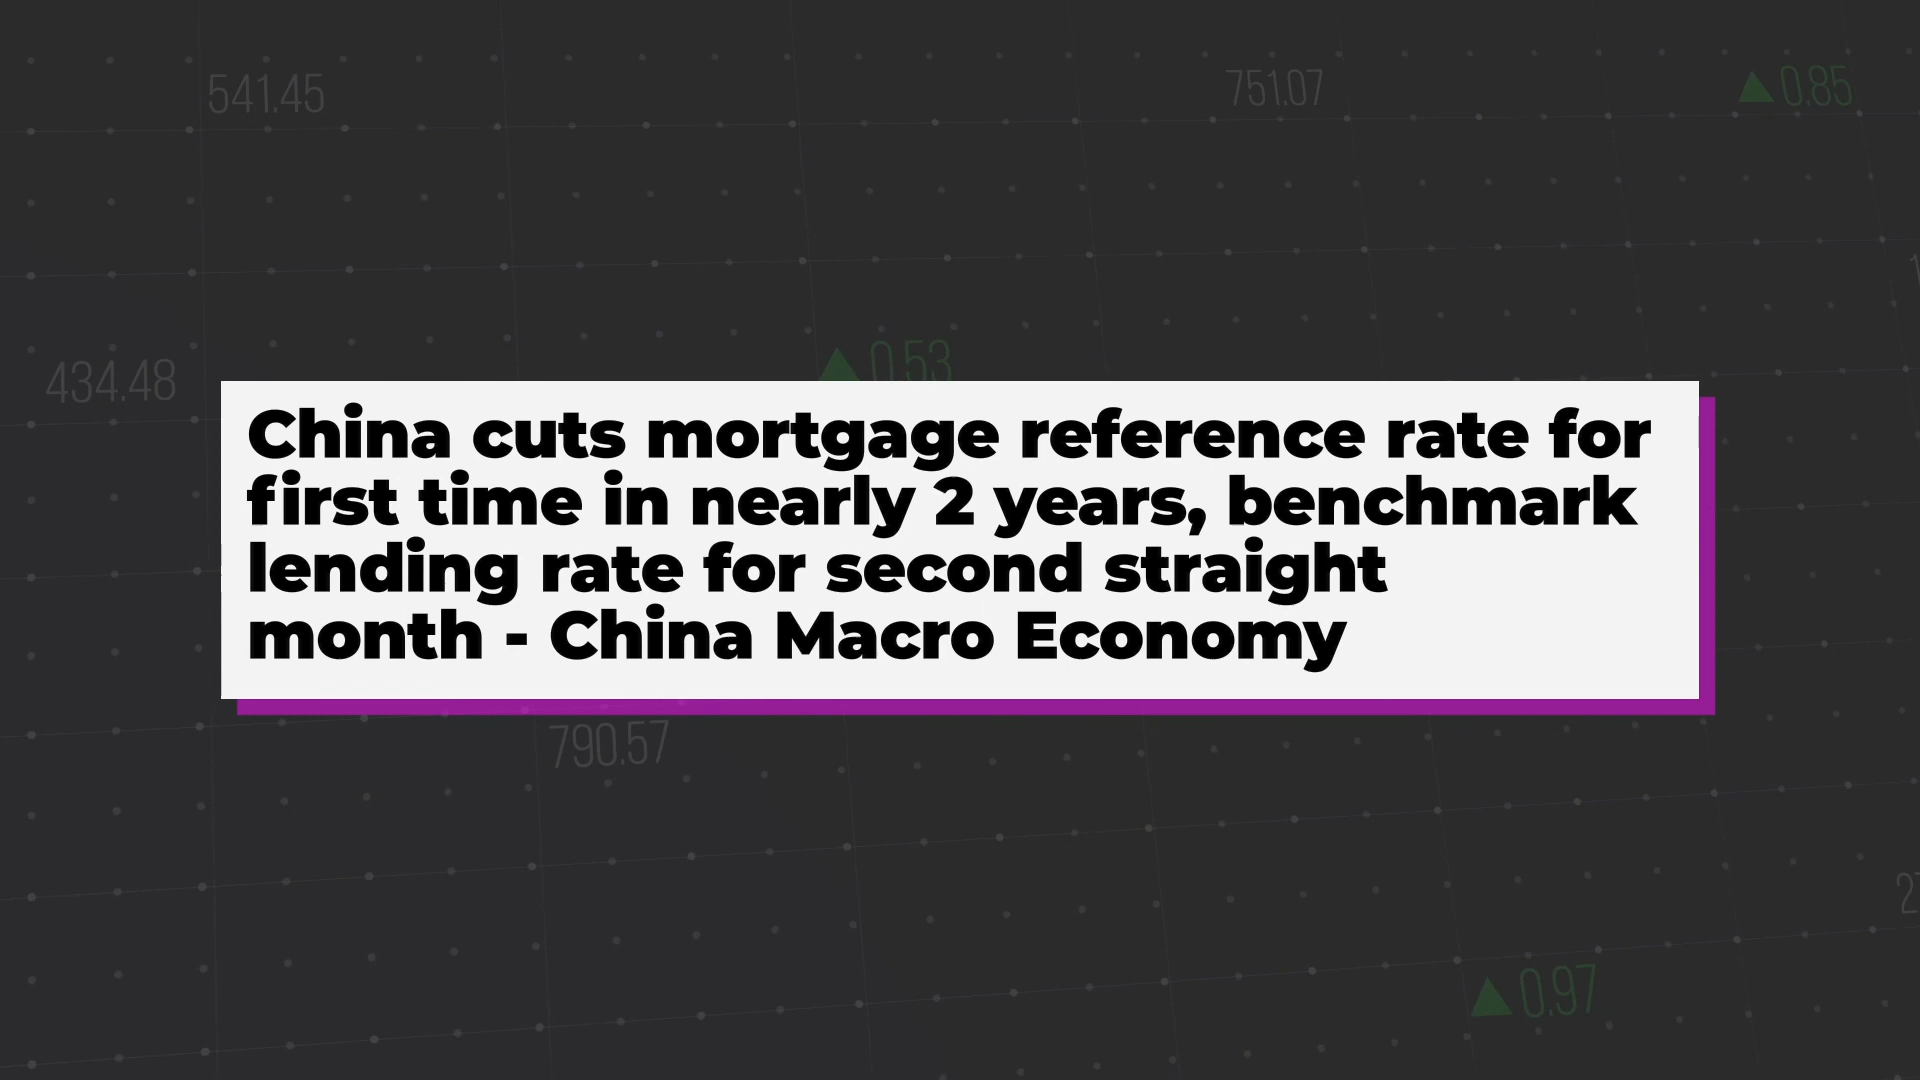 541.45
751.07
▲ 0.85
434.48
▲ 0.53
China cuts mortgage reference rate for
first time in nearly 2 years, benchmark
lending rate for second straight
month - China Macro Economy
790.57
▲ 0.97